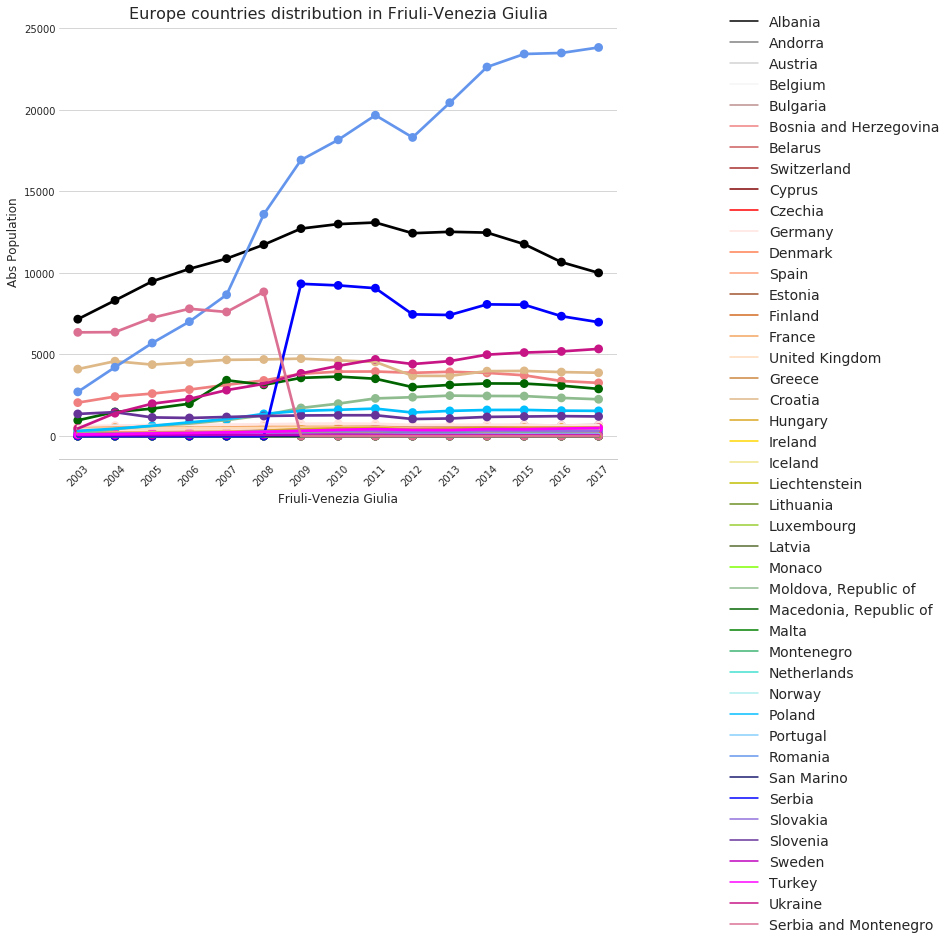 Europe countries distribution in Friuli-Venezia Giulia
25000
20000
15000
10000
5000
0
Abs Population
2003
2004
2005
2006
2007
2008
2009
2010
2011
2012
2013
2014
2015
2016
2017
Friuli-Venezia Giulia
Albania
Andorra
Austria
Belgium
Bulgaria
Bosnia and Herzegovina
Belarus
Switzerland
Cyprus
Czechia
Germany
Denmark
Spain
Estonia
Finland
France
United Kingdom
Greece
Croatia
Hungary
Ireland
Iceland
Liechtenstein
Lithuania
Luxembourg
Latvia
Monaco
Moldova, Republic of
Macedonia, Republic of
Malta
Montenegro
Netherlands
Norway
Poland
Portugal
Romania
San Marino
Serbia
Slovakia
Slovenia
Sweden
Turkey
Ukraine
Serbia and Montenegro